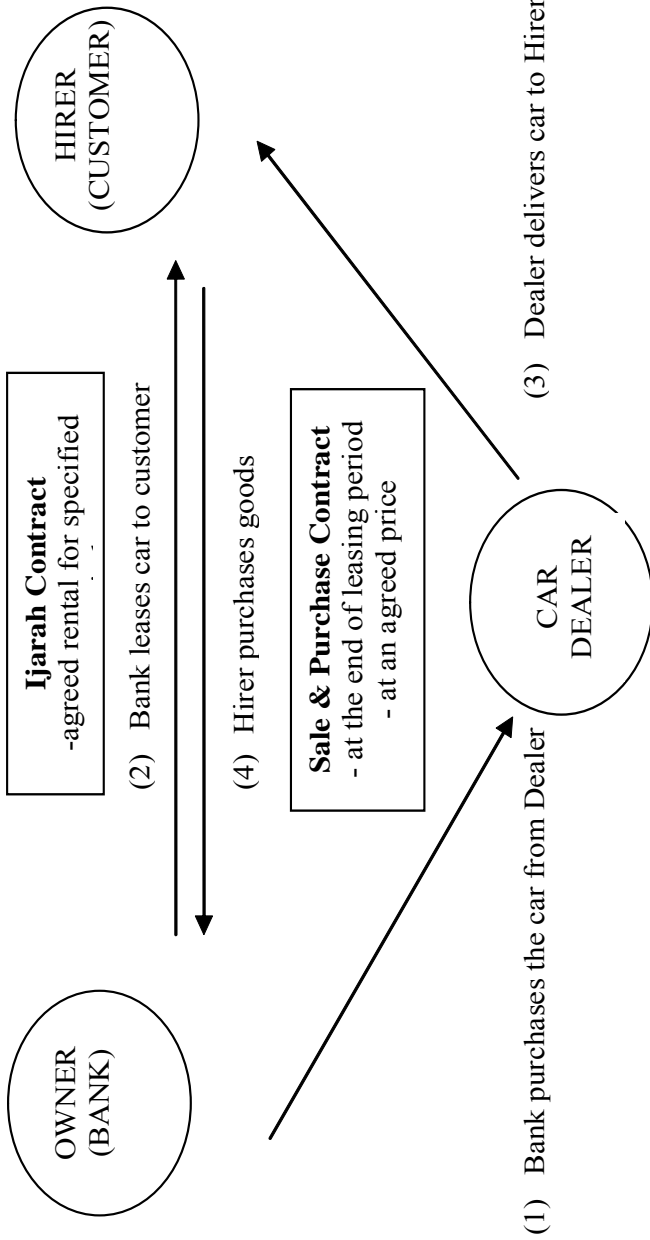 OWNER
(BANK)
Ijarah Contract
-agreed rental for specified
(2) Bank leases car to customer
(4) Hirer purchases goods
Sale & Purchase Contract
- at the end of leasing period
- at an agreed price
HIRER
(CUSTOMER)
CAR
DEALER
(1) Bank purchases the car from Dealer
(3) Dealer delivers car to Hirer